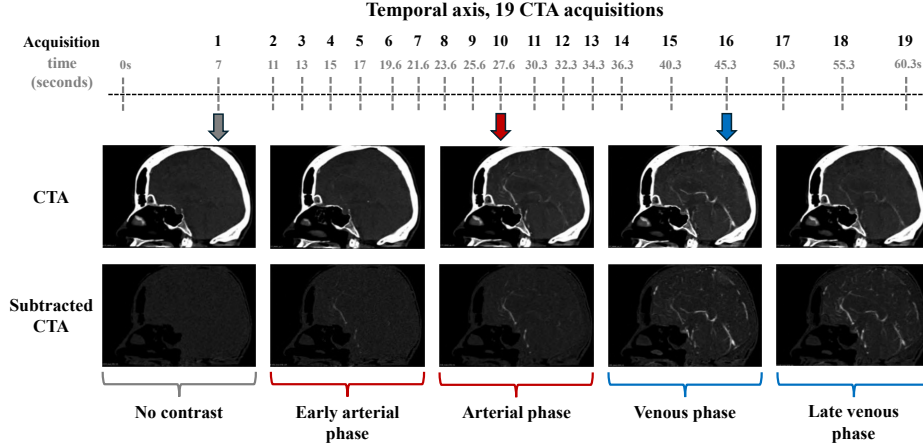 Temporal axis, 19 CTA acquisitions
Acquisition 1 2 3 4 5 6 7 8 9 10 11 12 13 14 15 16 17 18 19
time 0s 7 11 13 15 17 19.6 21.6 23.6 25.6 27.6 30.3 32.3 34.3 36.3 40.3 45.3 50.3 55.3 60.3s
(seconds)
CTA
Subtracted
CTA
No contrast
Early arterial
phase
Arterial phase
Venous phase
Late venous
phase